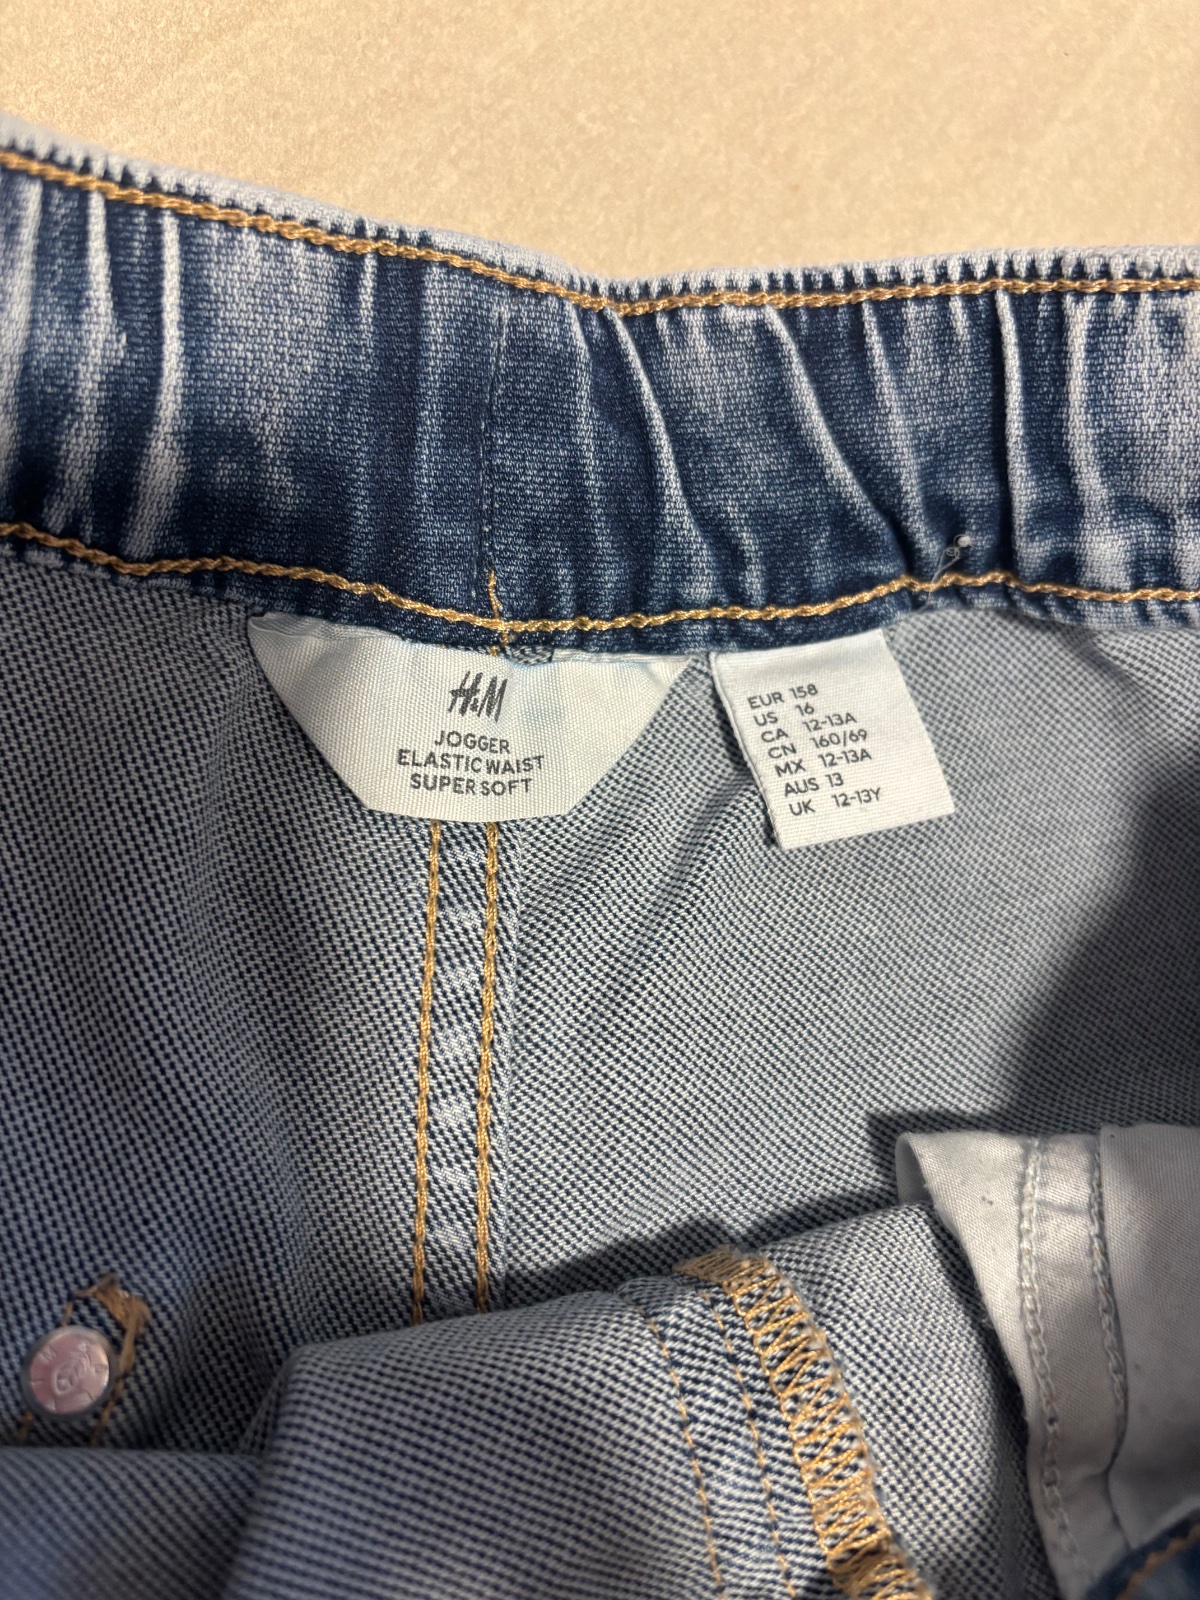 H&M
JOGGER
ELASTIC WAIST
SUPER SOFT
EUR 158
US 16
CA 12-13A
CN 160/69
MX 12-13A
AUS 13
UK 12-13Y